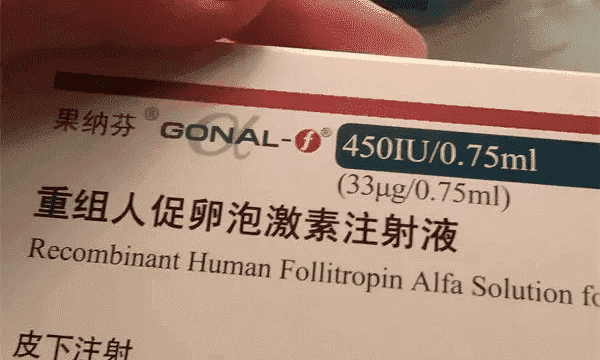 果纳芬® GONAL-f® 450IU/0.75ml
(33μg/0.75ml)
重组人促卵泡激素注射液
Recombinant Human Follitropin Alfa Solution
皮下注射